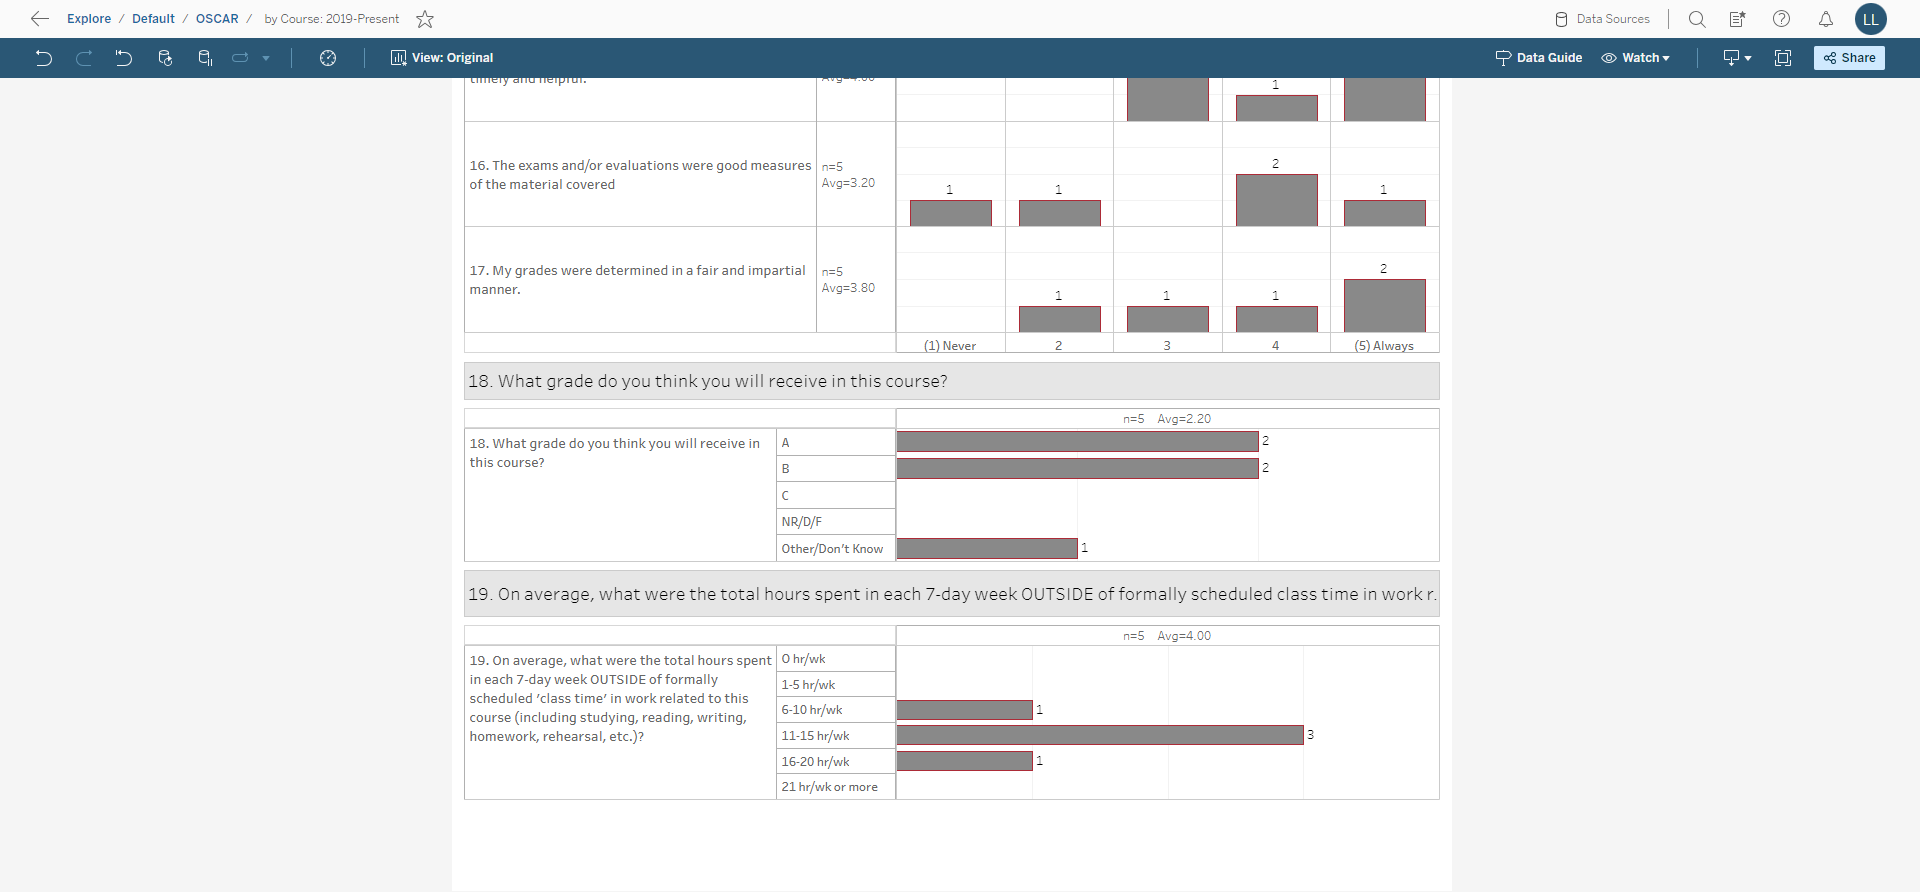 Explore / Default / OSCAR / by Course: 2019-Present
Data Sources
LL
View: Original
Data Guide
Watch
Share
timely and helpful.
Avg=4.00
1
16. The exams and/or evaluations were good measures
of the material covered
n=5
Avg=3.20
1
1
2
1
17. My grades were determined in a fair and impartial
manner.
n=5
Avg=3.80
1
1
1
2
(1) Never
2
3
4
(5) Always
18. What grade do you think you will receive in this course?
n=5 Avg=2.20
18. What grade do you think you will receive in
this course?
A
2
B
2
C
NR/D/F
Other/Don't Know
1
19. On average, what were the total hours spent in each 7-day week OUTSIDE of formally scheduled class time in work r.
n=5 Avg=4.00
19. On average, what were the total hours spent
in each 7-day week OUTSIDE of formally
scheduled 'class time' in work related to this
course (including studying, reading, writing,
homework, rehearsal, etc.)?
0 hr/wk
1-5 hr/wk
6-10 hr/wk
1
11-15 hr/wk
3
16-20 hr/wk
1
21 hr/wk or more